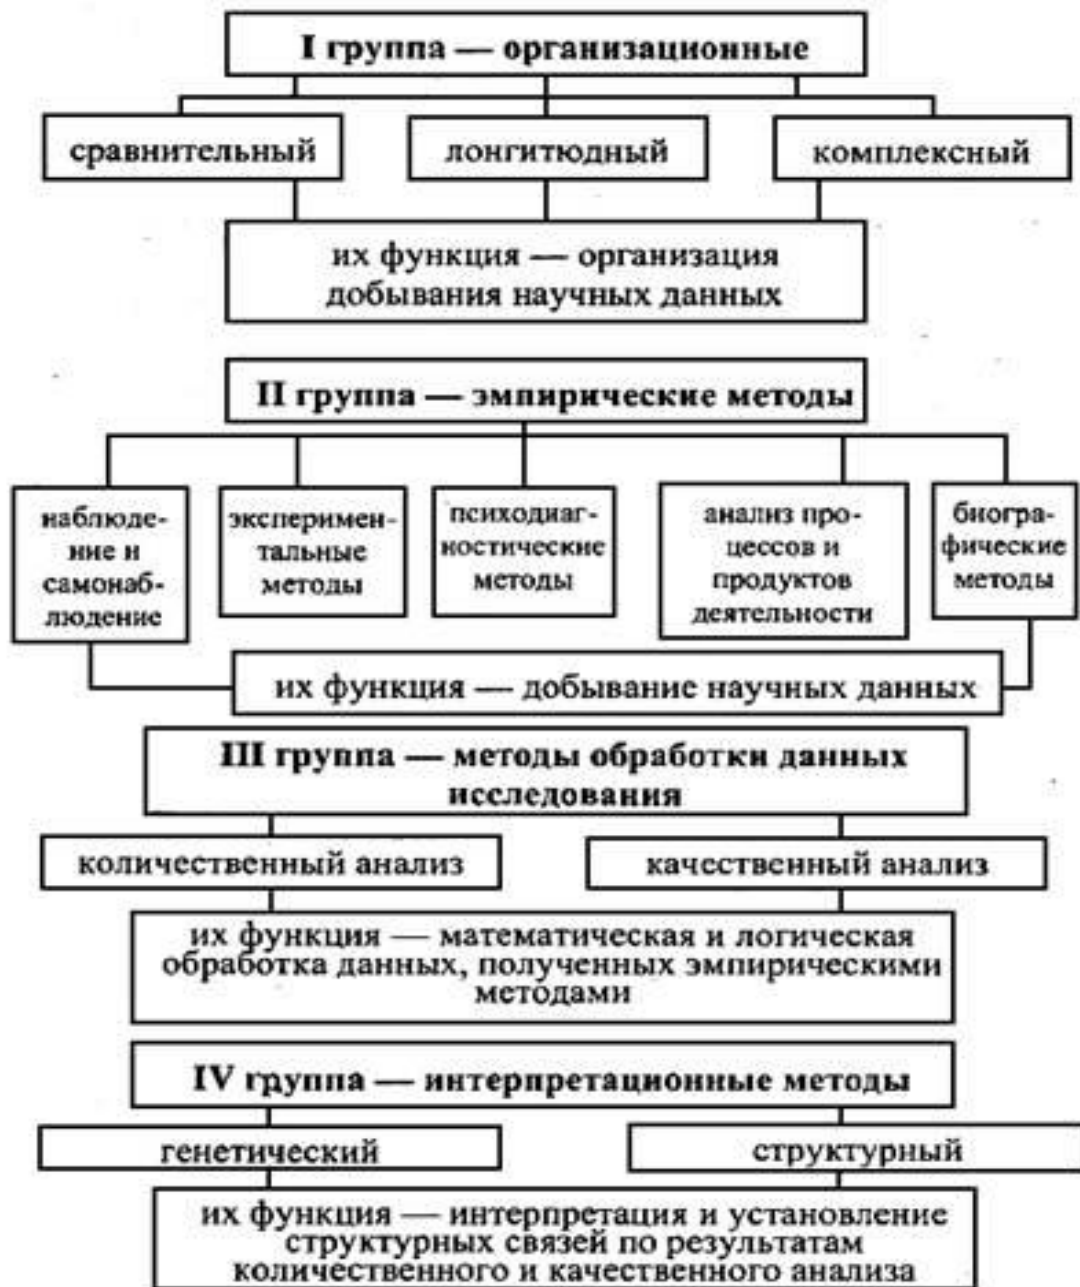 I группа — организационные
сравнительный
лонгитюдный
комплексный
их функция — организация
добывания научных данных
II группа — эмпирические методы
наблюде-
ние и
самонаб-
людение
эксперимен-
тальные
методы
психодиаг-
ностические
методы
анализ про-
цессов и
продуктов
деятельности
биогра-
фические
методы
их функция — добывание научных данных
III группа — методы обработки данных
исследования
количественный анализ
качественный анализ
их функция — математическая и логическая
обработка данных, полученных эмпирическими
методами
IV группа — интерпретационные методы
генетический
структурный
их функция — интерпретация и установление
структурных связей по результатам
количественного и качественного анализа